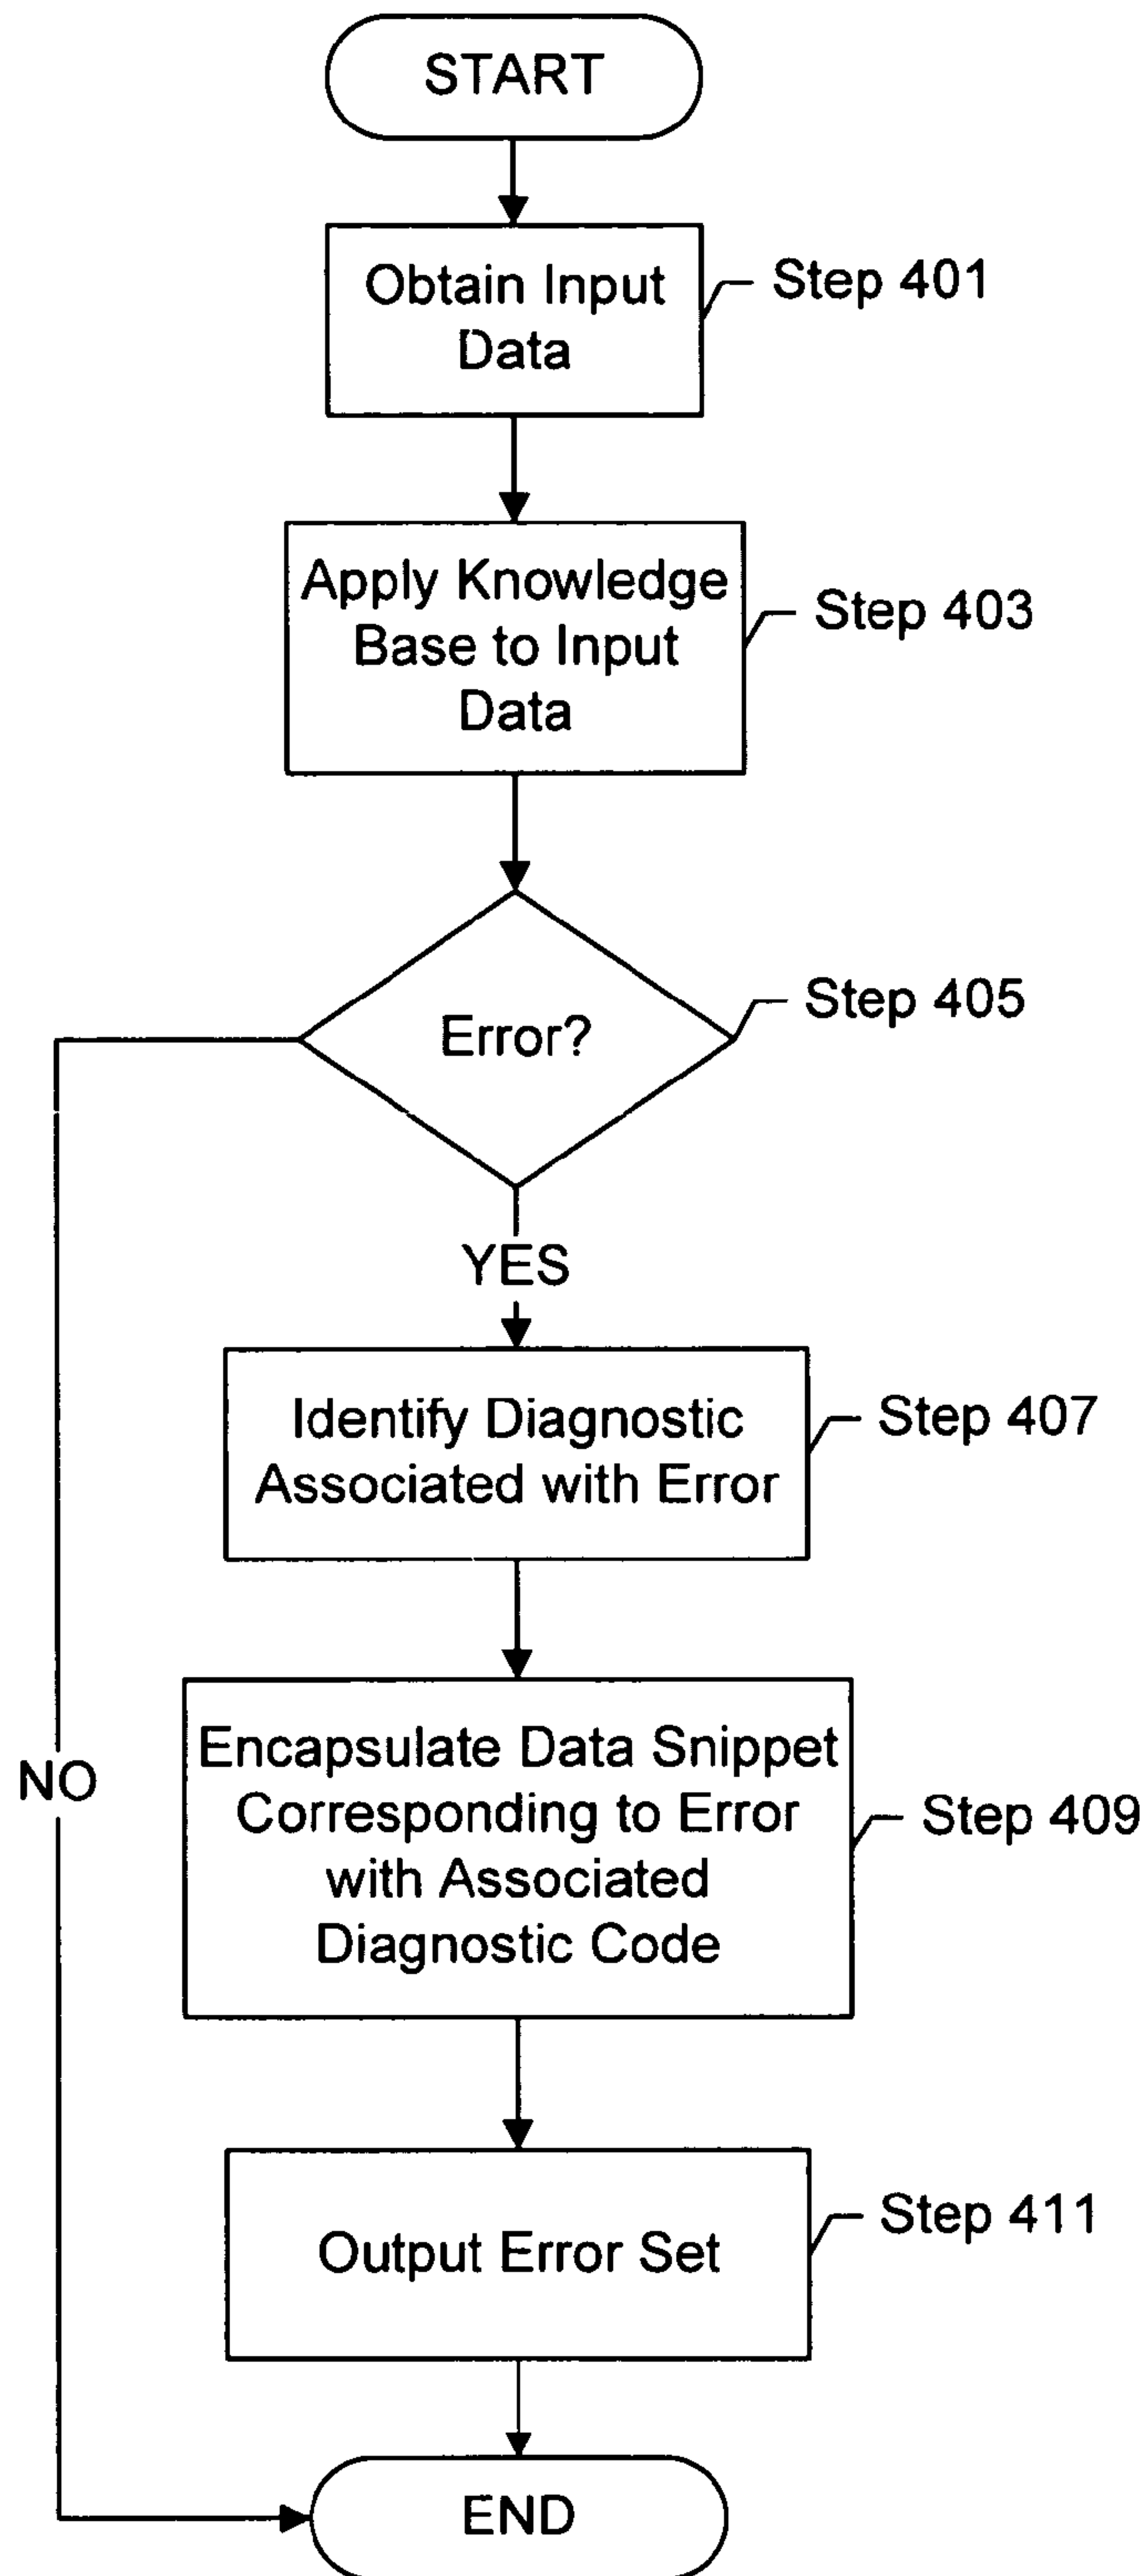 START
Obtain Input
Data
Step 401
Apply Knowledge
Base to Input
Data
Step 403
Error?
Step 405
YES
Identify Diagnostic
Associated with Error
Step 407
NO
Encapsulate Data Snippet
Corresponding to Error
with Associated
Diagnostic Code
Step 409
Output Error Set
Step 411
END